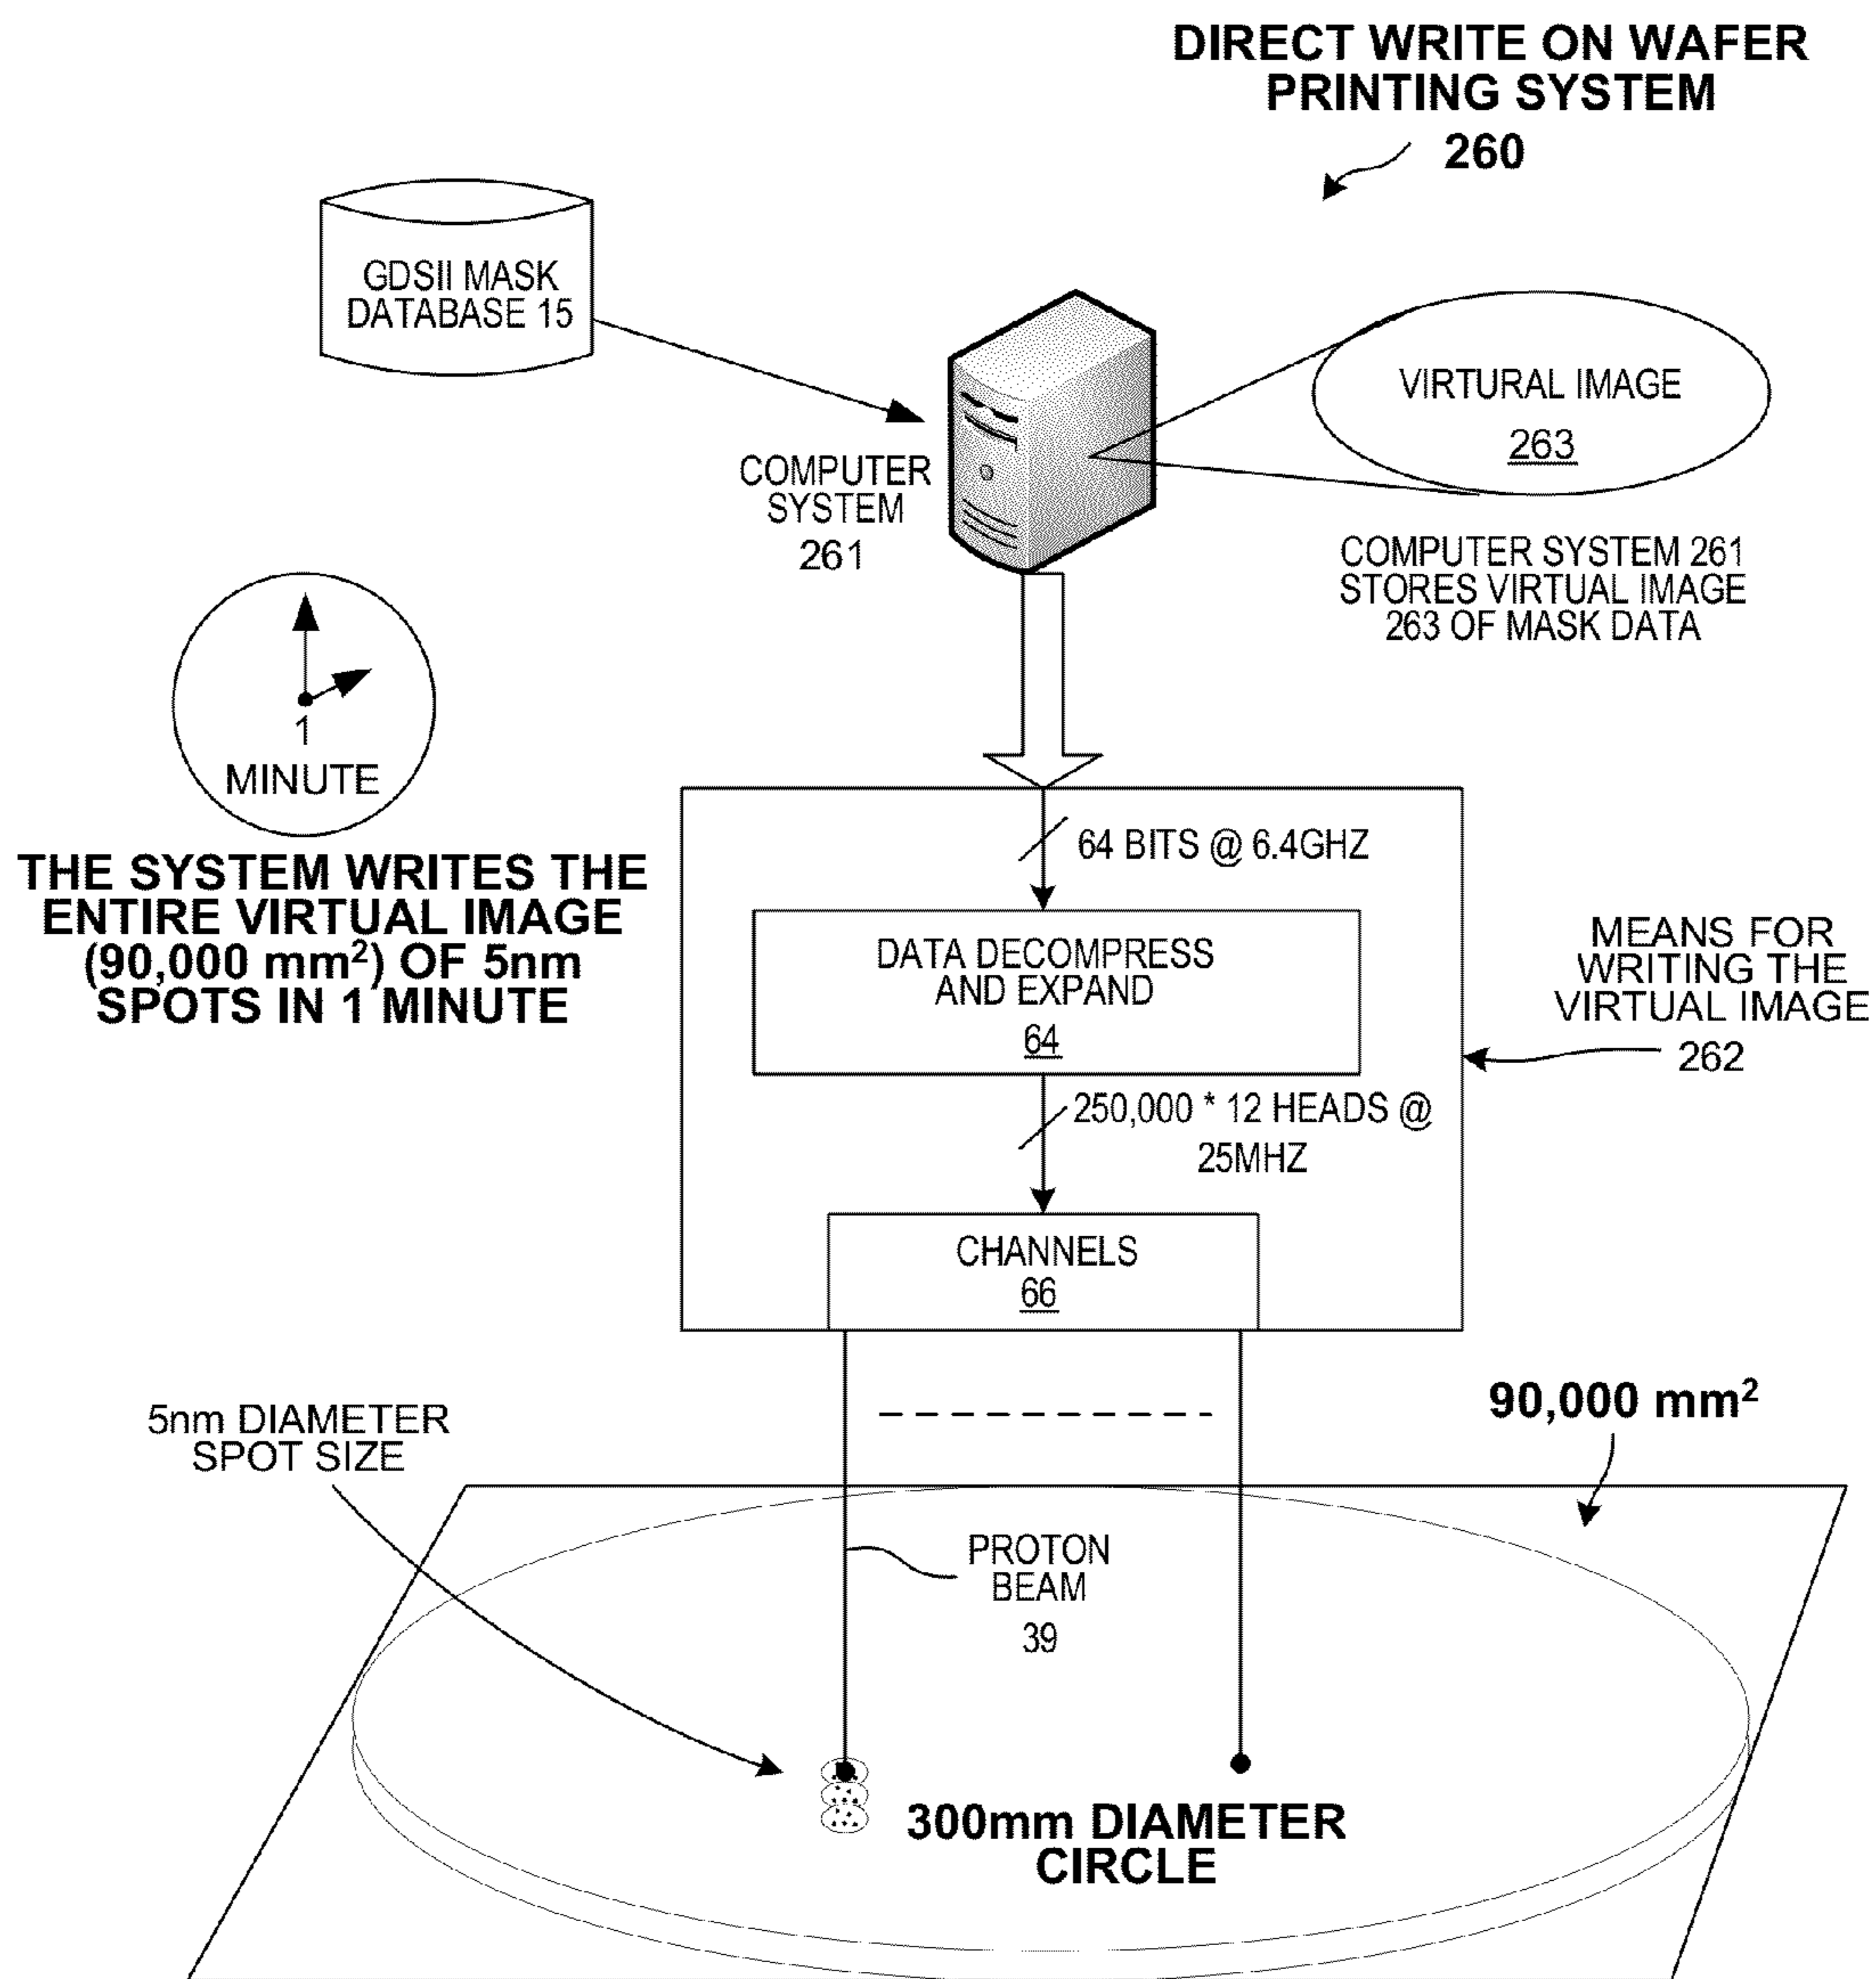 DIRECT WRITE ON WAFER
PRINTING SYSTEM
260
GDSII MASK
DATABASE 15
VIRTURAL IMAGE
263
COMPUTER
SYSTEM
261
COMPUTER SYSTEM 261
STORES VIRTUAL IMAGE
263 OF MASK DATA
1
MINUTE
THE SYSTEM WRITES THE
ENTIRE VIRTUAL IMAGE
(90,000 mm²) OF 5nm
SPOTS IN 1 MINUTE
64 BITS @ 6.4GHZ
DATA DECOMPRESS
AND EXPAND
64
MEANS FOR
WRITING THE
VIRTUAL IMAGE
262
250,000 * 12 HEADS @
25MHZ
CHANNELS
66
5nm DIAMETER
SPOT SIZE
90,000 mm²
PROTON
BEAM
39
300mm DIAMETER
CIRCLE